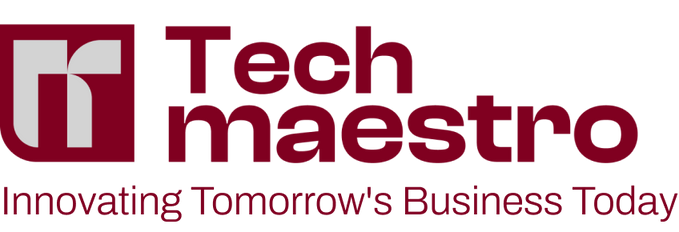 Tech
maestro
Innovating Tomorrow's Business Today